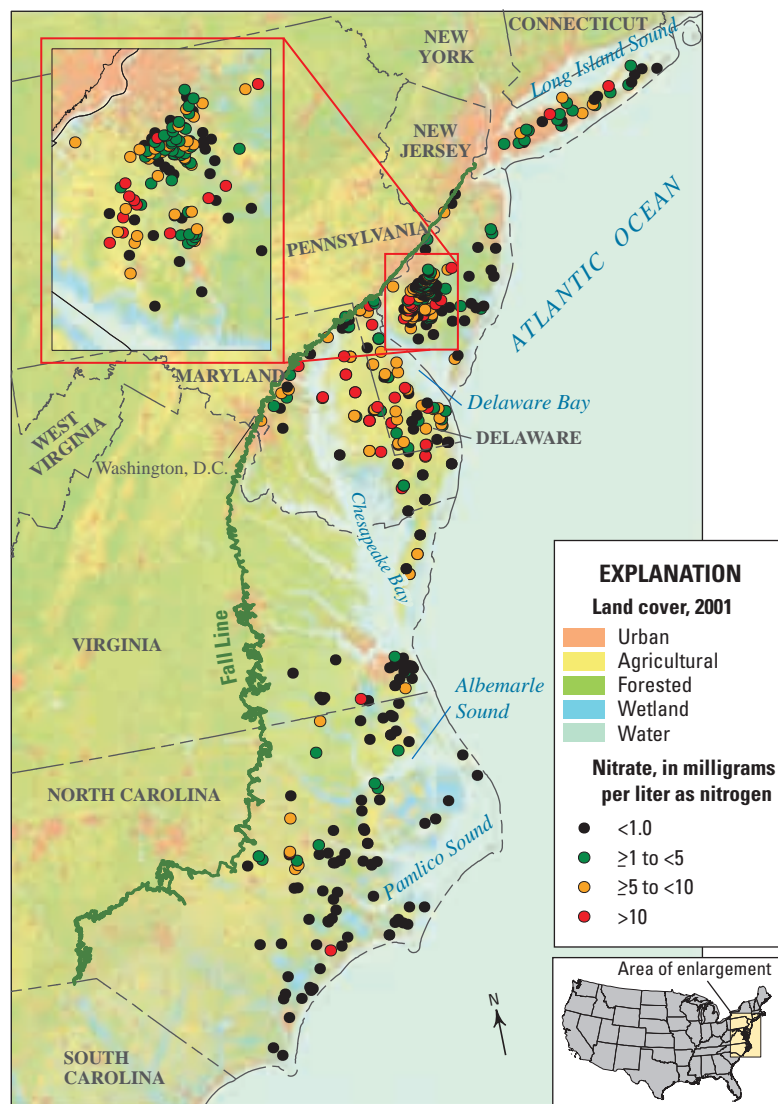 CONNECTICUT
NEW
YORK
Long Island Sound
NEW
JERSEY
PENNSYLVANIA
ATLANTIC OCEAN
MARYLAND
WEST
VIRGINIA
Delaware Bay
DELAWARE
Washington, D.C.
Chesapeake Bay
VIRGINIA
Fall Line
Albemarle
Sound
NORTH CAROLINA
Pamlico Sound
SOUTH
CAROLINA
N
EXPLANATION
Land cover, 2001
Urban
Agricultural
Forested
Wetland
Water
Nitrate, in milligrams
per liter as nitrogen
<1.0
≥1 to <5
≥5 to <10
>10
Area of enlargement